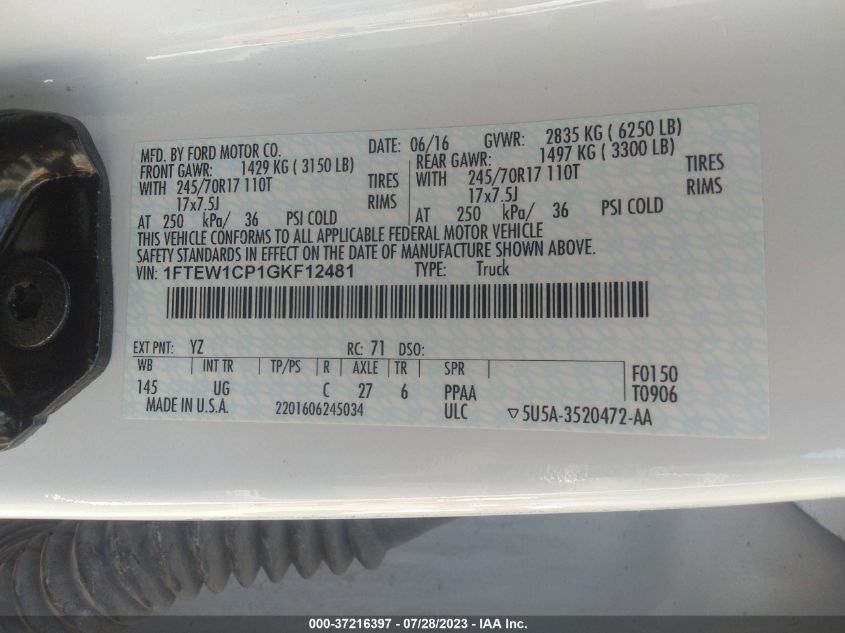 MFD. BY FORD MOTOR CO. DATE: 06/16 GVWR: 2835 KG ( 6250 LB)
FRONT GAWR: 1429 KG ( 3150 LB) REAR GAWR: 1497 KG ( 3300 LB)
WITH 245/70R17 110T TIRES WITH 245/70R17 110T TIRES
17x7.5J RIMS 17x7.5J RIMS
AT 250 kPa/ 36 PSI COLD AT 250 kPa/ 36 PSI COLD
THIS VEHICLE CONFORMS TO ALL APPLICABLE FEDERAL MOTOR VEHICLE
SAFETY STANDARDS IN EFFECT ON THE DATE OF MANUFACTURE SHOWN ABOVE.
VIN: 1FTEW1CP1GKF12481 TYPE: Truck
EXT PNT: YZ RC: 71 DSO:
WB INT TR TP/PS R AXLE TR SPR F0150
145 UG C 27 6 PPAA T0906
MADE IN U.S.A. 2201606245034 ULC ▽5U5A-3520472-AA
000-37216397 / 07/28/2023 - IAA Inc.